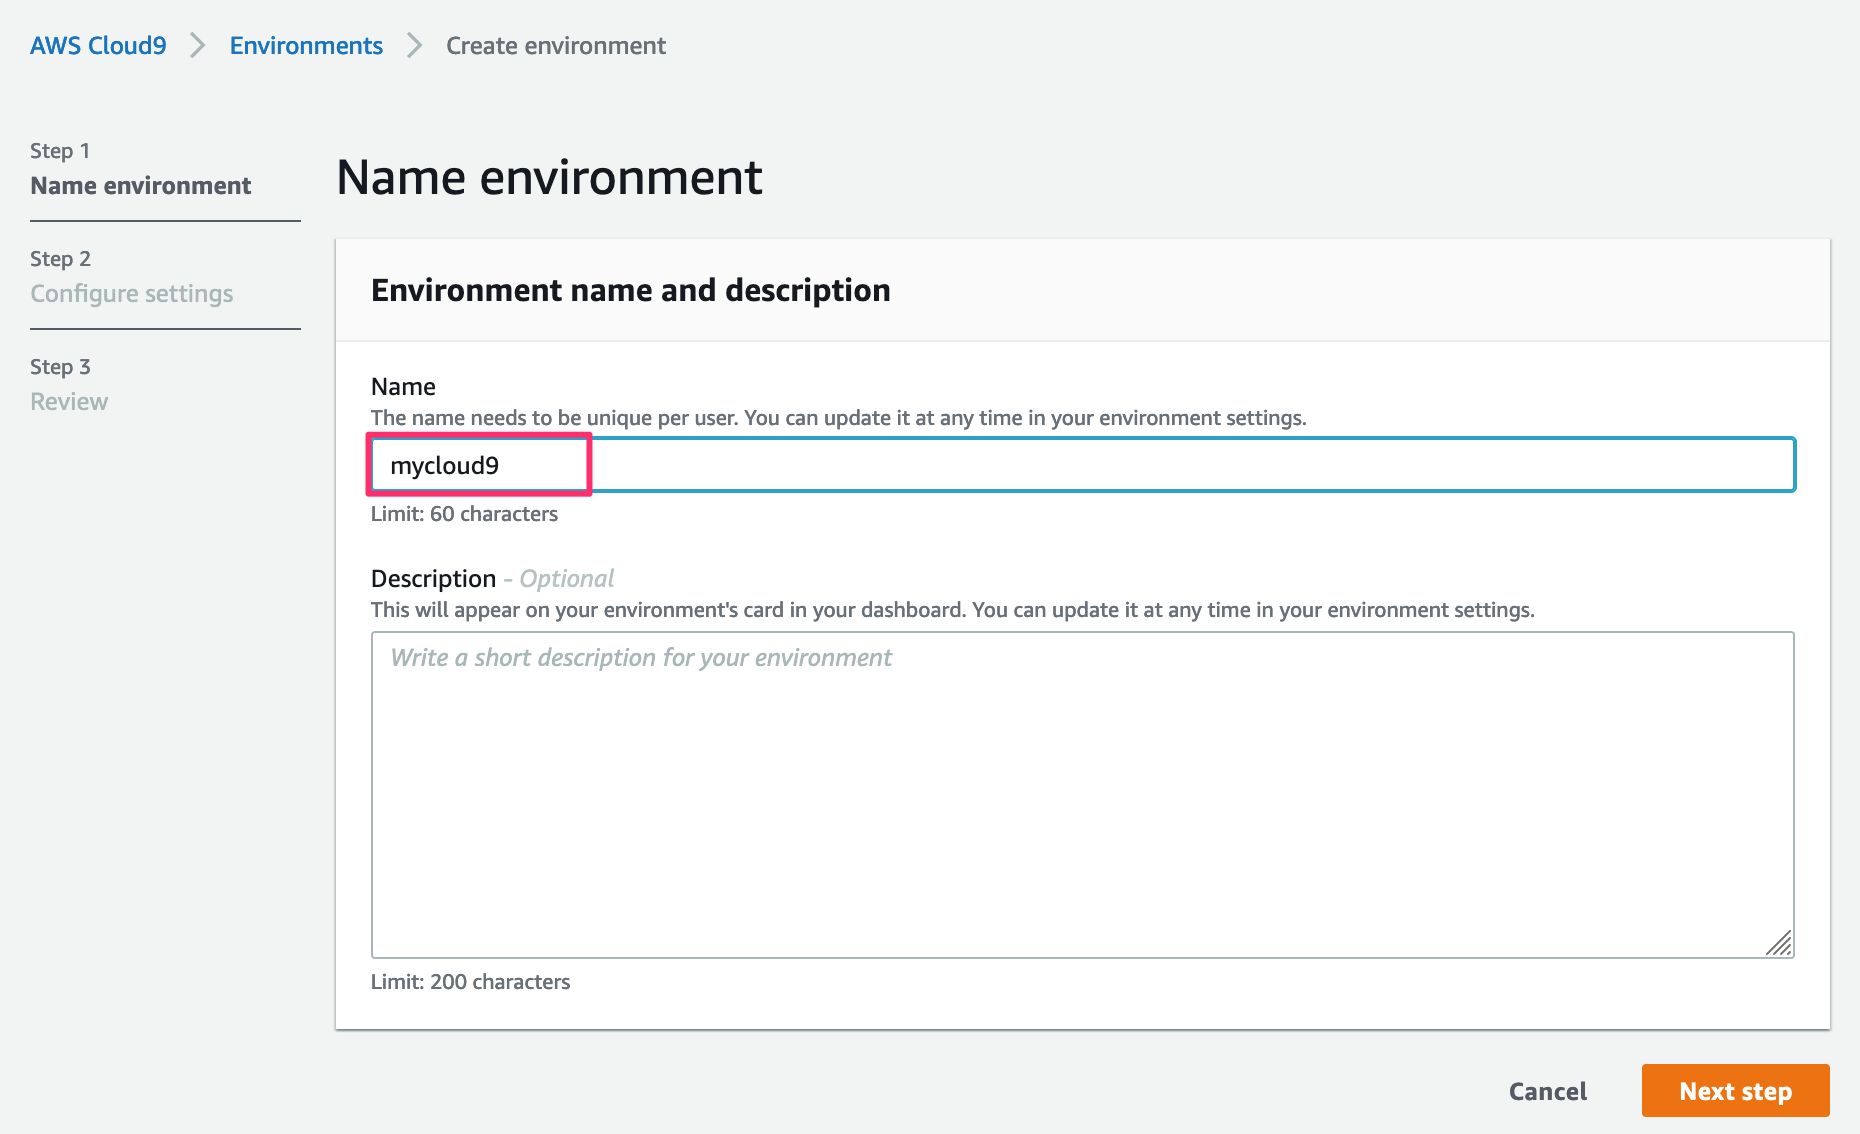 AWS Cloud9 > Environments > Create environment
Step 1
Name environment
Step 2
Configure settings
Step 3
Review
Name environment
Environment name and description
Name
The name needs to be unique per user. You can update it at any time in your environment settings.
mycloud9
Limit: 60 characters
Description - Optional
This will appear on your environment's card in your dashboard. You can update it at any time in your environment settings.
Write a short description for your environment
Limit: 200 characters
Cancel Next step